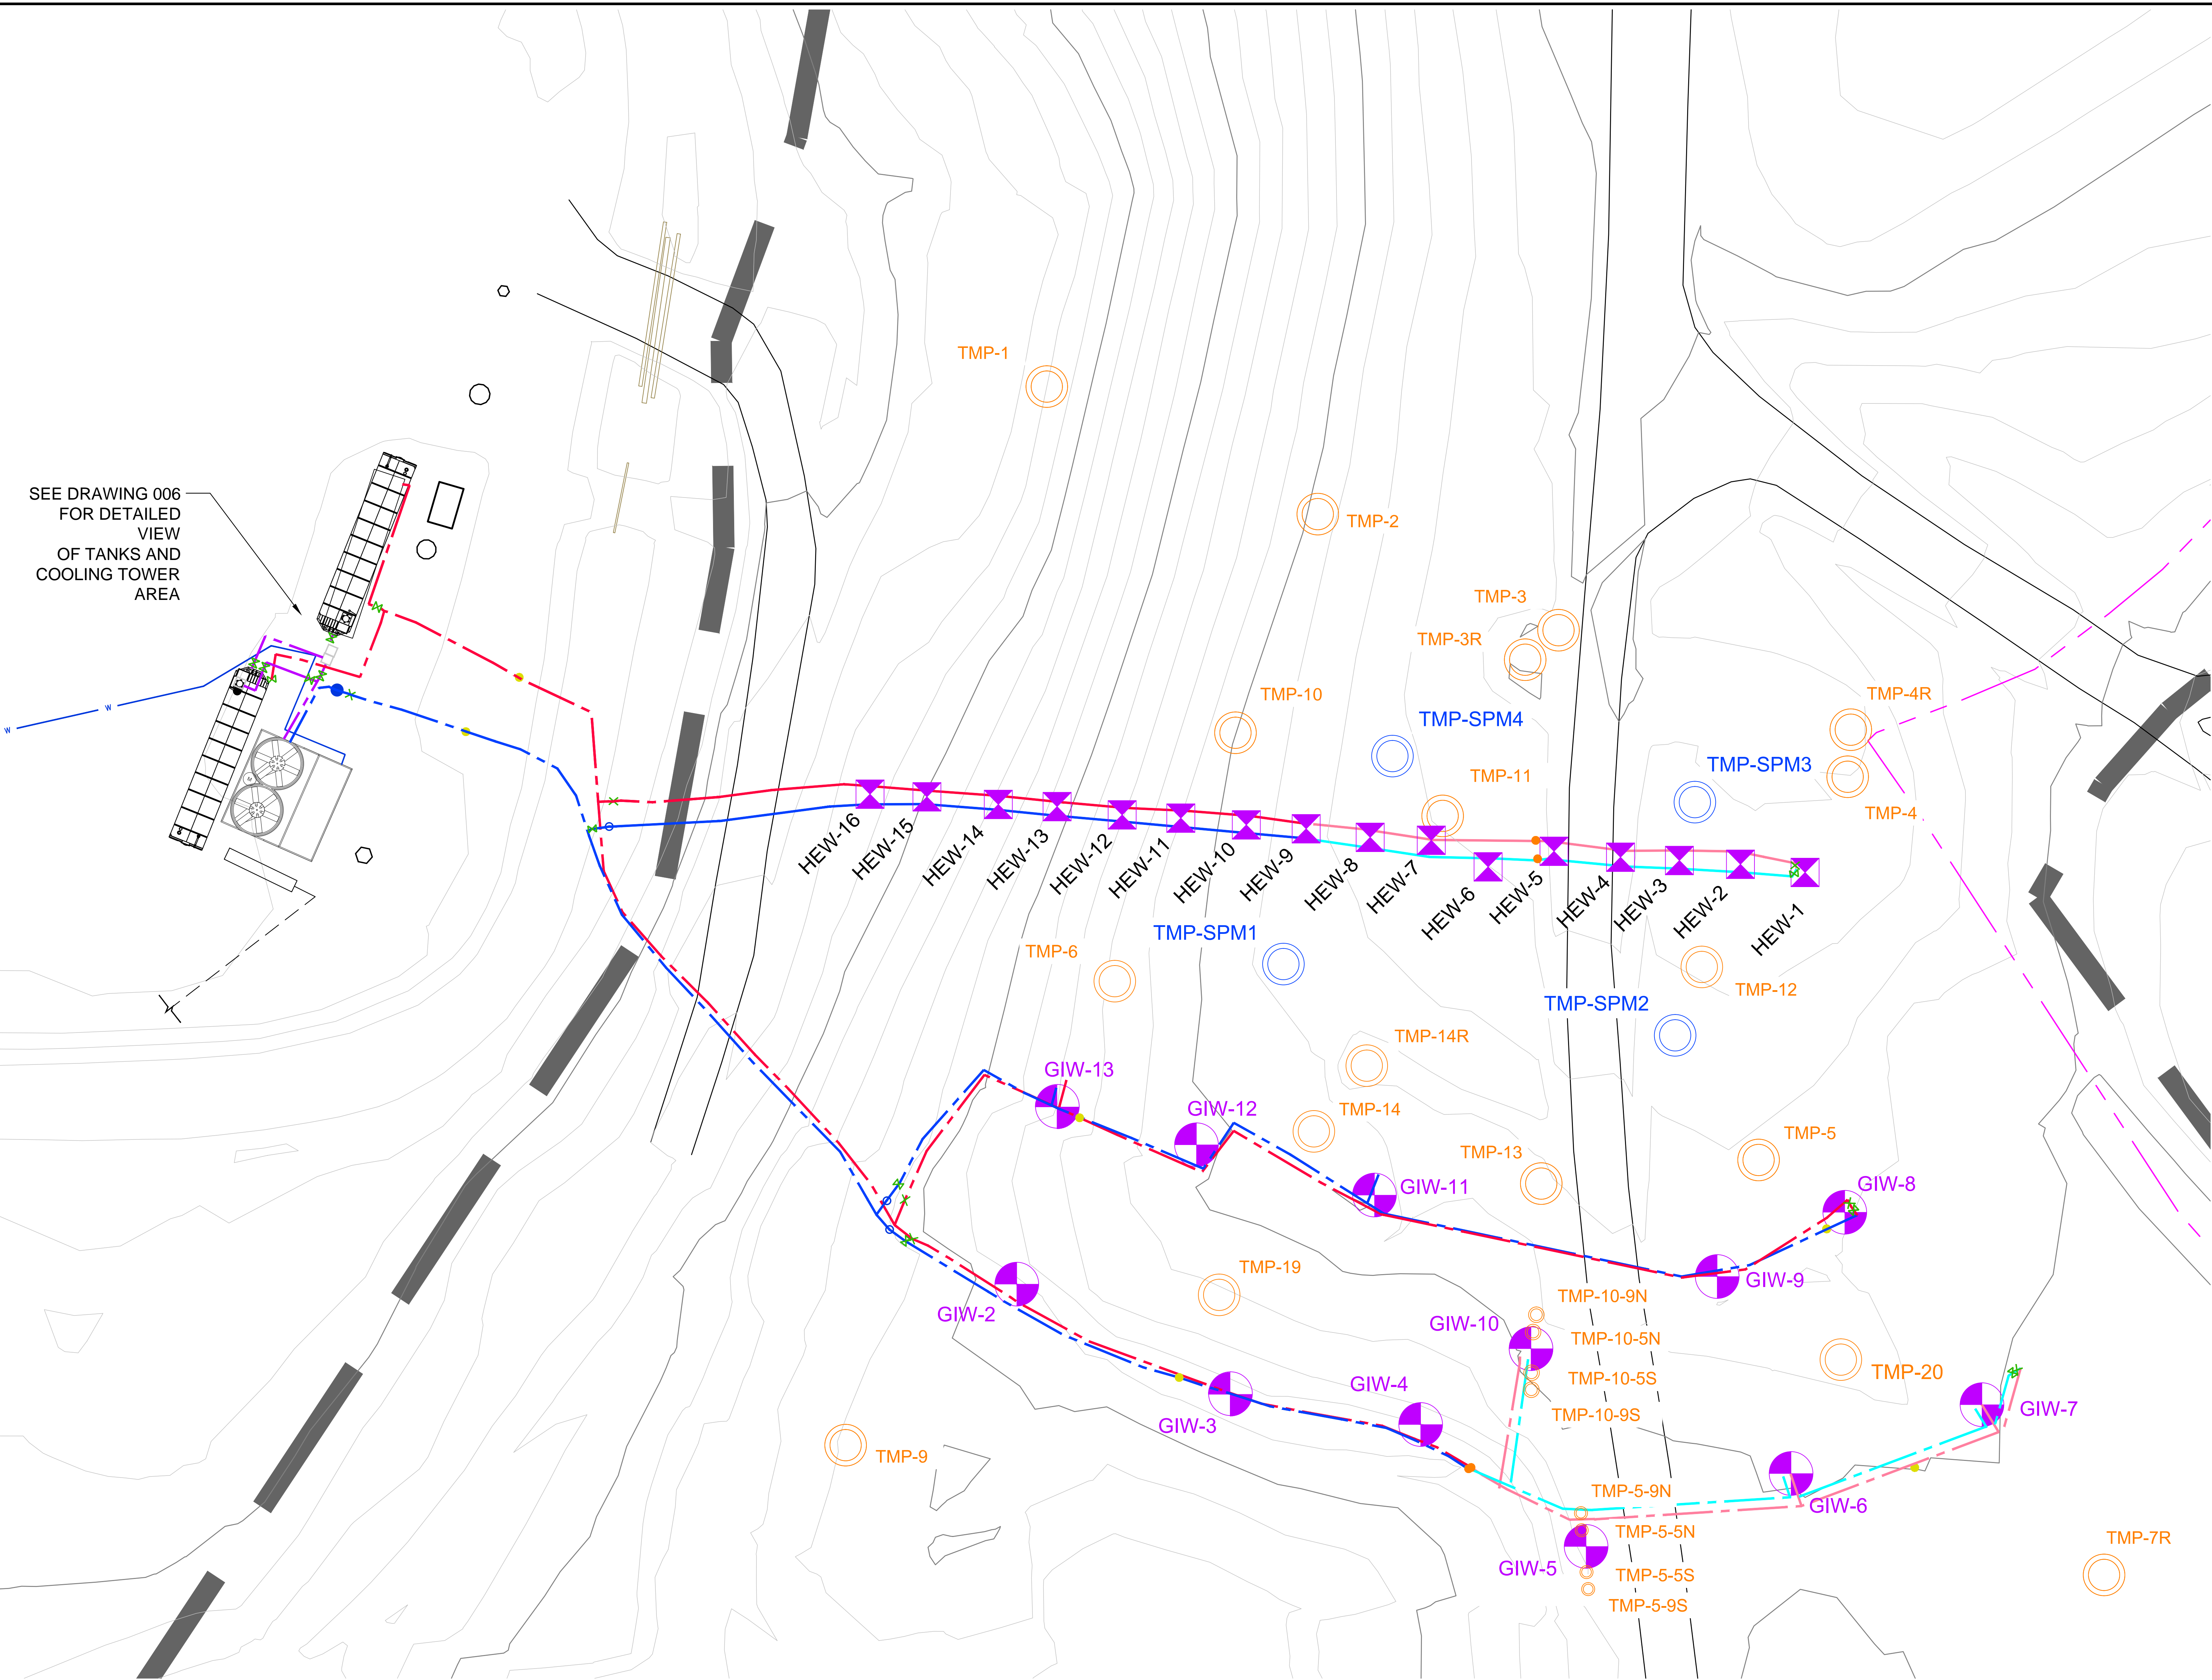 TMP-1
SEE DRAWING 006
FOR DETAILED
VIEW
OF TANKS AND
COOLING TOWER
AREA
TMP-2
TMP-3
TMP-3R
TMP-10
TMP-4R
TMP-SPM4
W
W
TMP-SPM3
TMP-11
TMP-4
HEW-16
HEW-15
HEW-14
HEW-13
HEW-12
HEW-11
HEW-10
HEW-9
HEW-8
HEW-7
HEW-6
HEW-5
HEW-4
HEW-3
HEW-2
HEW-1
TMP-SPM1
TMP-6
TMP-12
TMP-SPM2
TMP-14R
GIW-13
GIW-12
TMP-14
TMP-13
TMP-5
GIW-11
GIW-8
TMP-19
GIW-9
TMP-10-9N
GIW-2
GIW-10
TMP-10-5N
TMP-20
TMP-10-5S
GIW-4
GIW-7
TMP-10-9S
GIW-3
TMP-9
TMP-5-9N
GIW-6
TMP-5-5N
TMP-7R
GIW-5
TMP-5-5S
TMP-5-9S